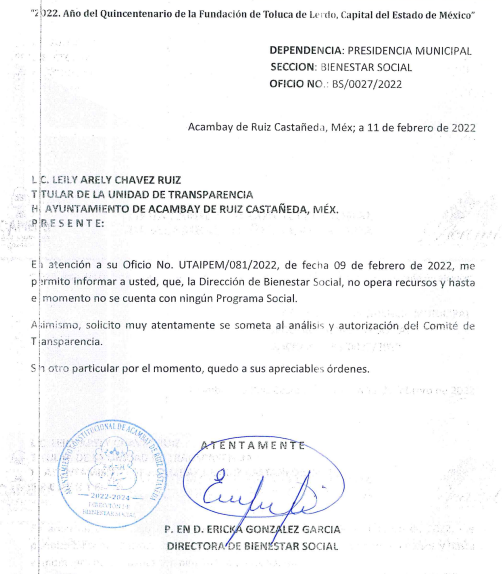 "2022. Año del Quincentenario de la Fundación de Toluca de Lerdo, Capital del Estado de México"
DEPENDENCIA: PRESIDENCIA MUNICIPAL
SECCION: BIENESTAR SOCIAL
OFICIO NO.: BS/0027/2022
Acambay de Ruiz Castañeda, Méx; a 11 de febrero de 2022
LIC. LEILY ARELY CHAVEZ RUIZ
TITULAR DE LA UNIDAD DE TRANSPARENCIA
H. AYUNTAMIENTO DE ACAMBAY DE RUIZ CASTAÑEDA, MÉX.
P R E S E N T E:
En atención a su Oficio No. UTAIPEM/081/2022, de fecha 09 de febrero de 2022, me
permito informar a usted, que, la Dirección de Bienestar Social, no opera recursos y hasta
el momento no se cuenta con ningún Programa Social.
Asimismo, solicito muy atentamente se someta al análisis y autorización del Comité de
Transparencia.
Sin otro particular por el momento, quedo a sus apreciables órdenes.
AYUNTAMIENTO CONSTITUCIONAL DE ACAMBAY DE RUIZ CASTAÑEDA
2022-2024
DIRECCIÓN DE
BIENESTAR SOCIAL
A T E N T A M E N T E
P. EN D. ERICKA GONZALEZ GARCIA
DIRECTORA DE BIENESTAR SOCIAL